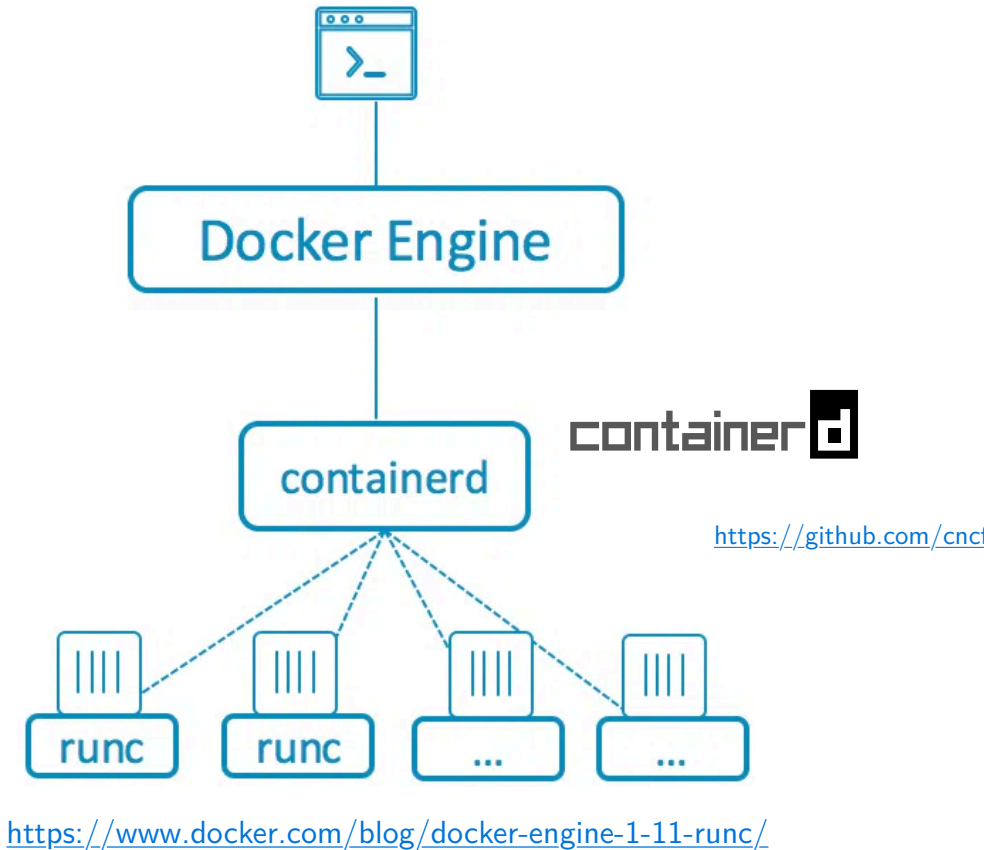 >_
Docker Engine
containerd
containerd
https://github.com/cncf
runc
runc
...
...
https://www.docker.com/blog/docker-engine-1-11-runc/